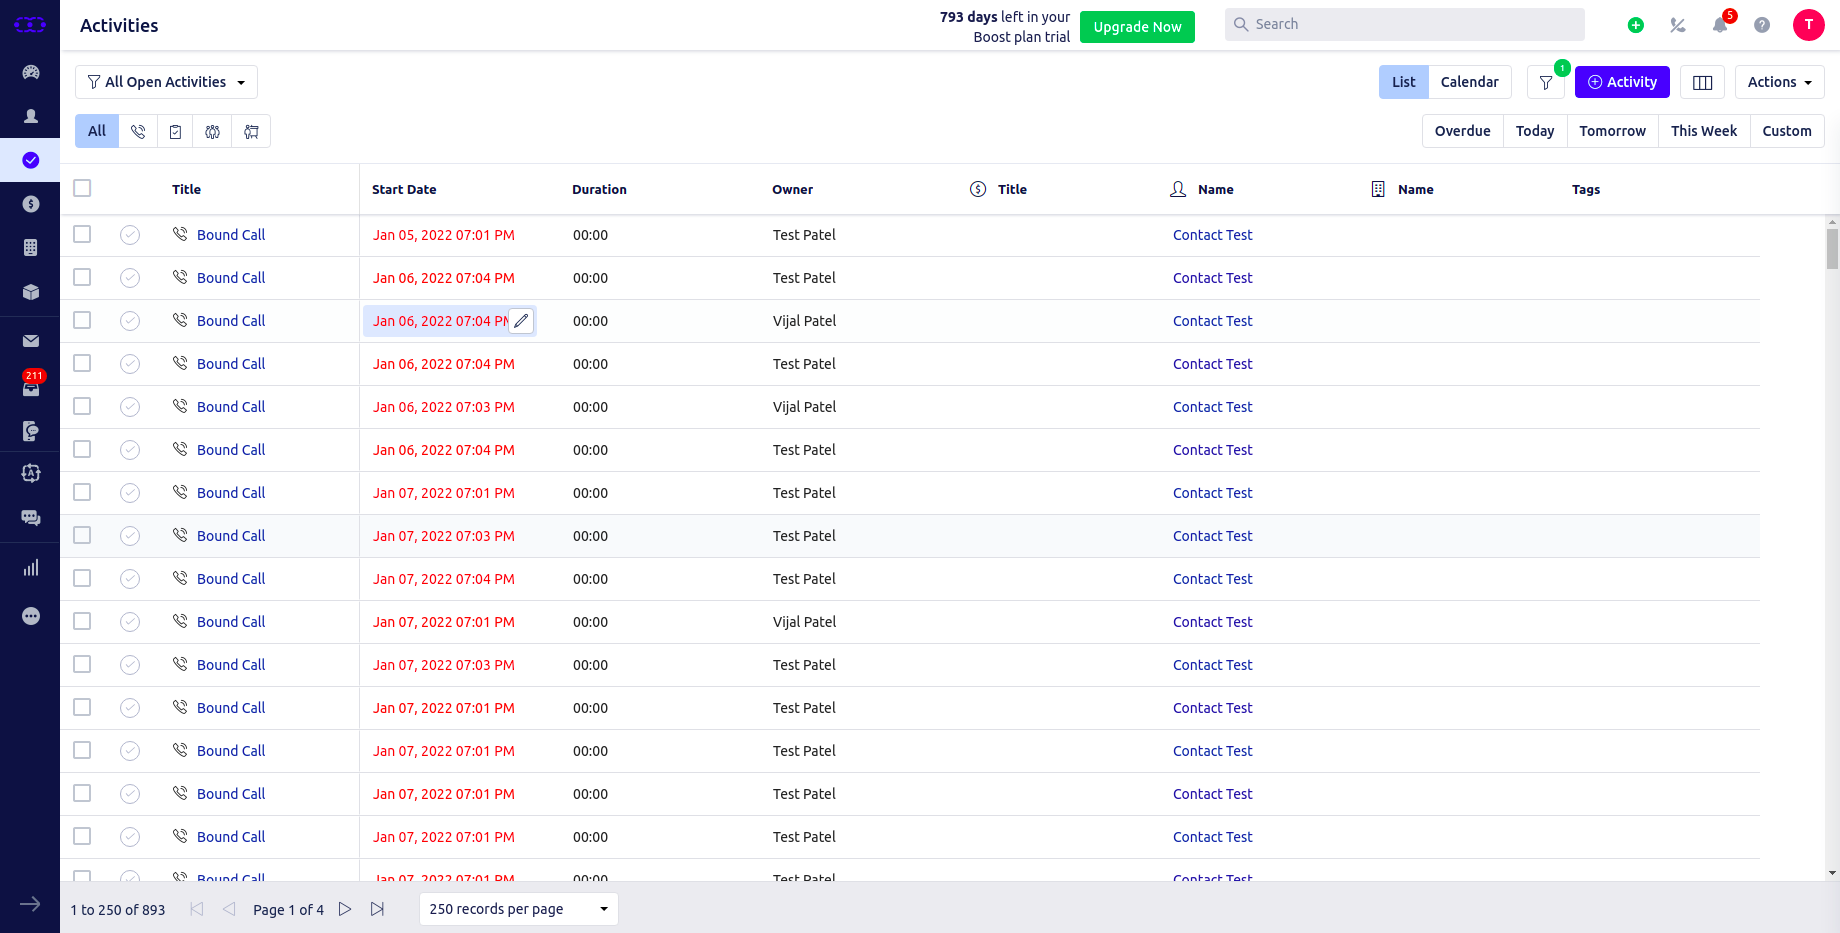 Activities
793 days left in your
Boost plan trial
Upgrade Now
Search
5
T
All Open Activities
List
Calendar
1
Activity
Actions
All
Overdue
Today
Tomorrow
This Week
Custom
Title Start Date Duration Owner Title Name Name Tags
Bound Call Jan 05, 2022 07:01 PM 00:00 Test Patel Contact Test
Bound Call Jan 06, 2022 07:04 PM 00:00 Test Patel Contact Test
Bound Call Jan 06, 2022 07:04 PM 00:00 Vijal Patel Contact Test
Bound Call Jan 06, 2022 07:04 PM 00:00 Test Patel Contact Test
211
Bound Call Jan 06, 2022 07:03 PM 00:00 Vijal Patel Contact Test
Bound Call Jan 06, 2022 07:04 PM 00:00 Test Patel Contact Test
Bound Call Jan 07, 2022 07:01 PM 00:00 Test Patel Contact Test
Bound Call Jan 07, 2022 07:03 PM 00:00 Test Patel Contact Test
Bound Call Jan 07, 2022 07:04 PM 00:00 Test Patel Contact Test
Bound Call Jan 07, 2022 07:01 PM 00:00 Vijal Patel Contact Test
Bound Call Jan 07, 2022 07:03 PM 00:00 Test Patel Contact Test
Bound Call Jan 07, 2022 07:01 PM 00:00 Test Patel Contact Test
Bound Call Jan 07, 2022 07:01 PM 00:00 Test Patel Contact Test
Bound Call Jan 07, 2022 07:01 PM 00:00 Test Patel Contact Test
Bound Call Jan 07, 2022 07:01 PM 00:00 Test Patel Contact Test
Bound Call Jan 07, 2022 07:01 PM 00:00 Test Patel Contact Test
1 to 250 of 893
Page 1 of 4
250 records per page